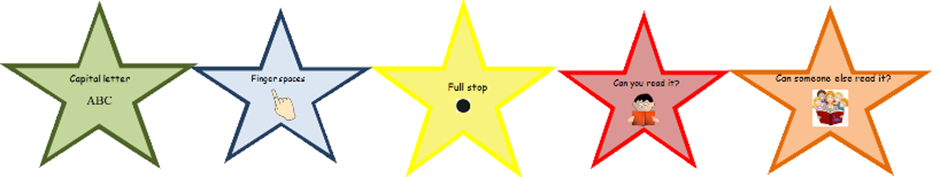 Capital letter
ABC
Finger spaces
Full stop
Can you read it?
Can someone else read it?